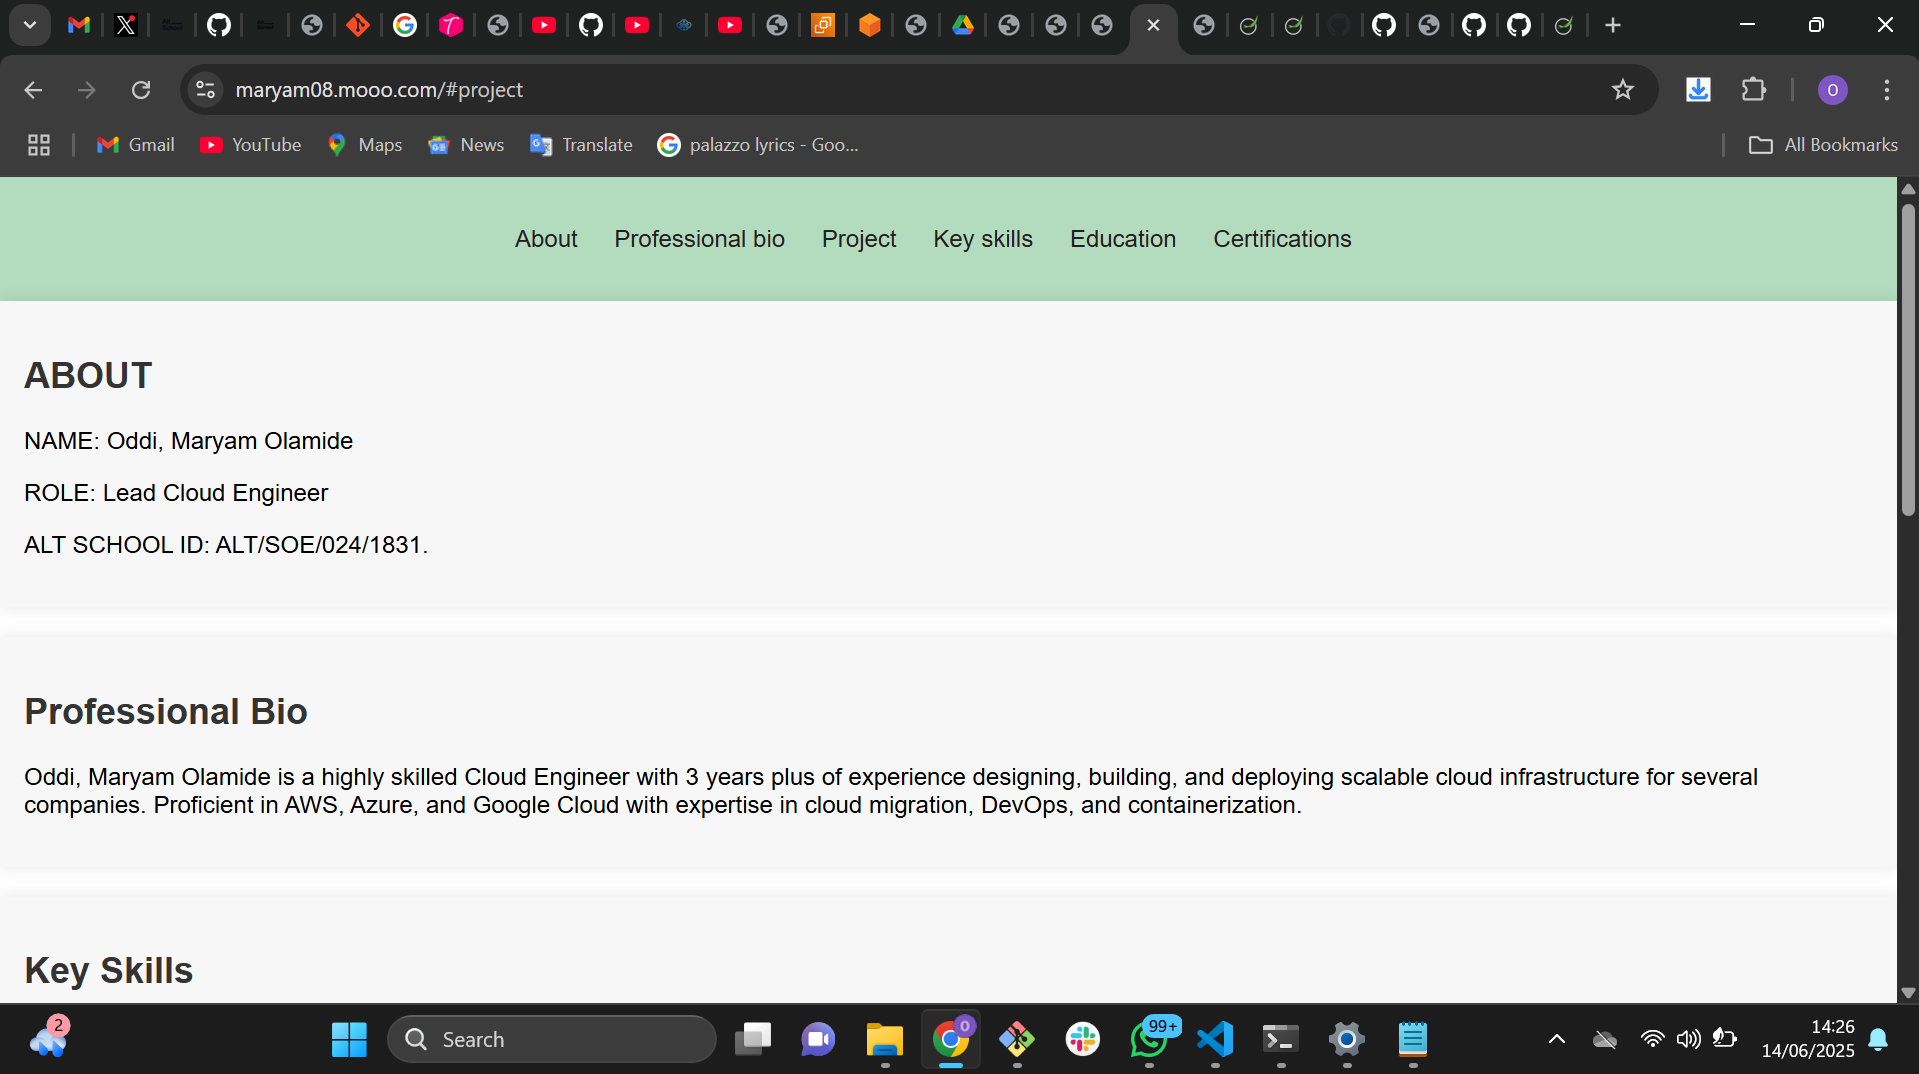 maryam08.mooo.com/#project
O
Gmail YouTube Maps News Translate palazzo lyrics - Goo... All Bookmarks
About Professional bio Project Key skills Education Certifications
ABOUT
NAME: Oddi, Maryam Olamide
ROLE: Lead Cloud Engineer
ALT SCHOOL ID: ALT/SOE/024/1831.
Professional Bio
Oddi, Maryam Olamide is a highly skilled Cloud Engineer with 3 years plus of experience designing, building, and deploying scalable cloud infrastructure for several
companies. Proficient in AWS, Azure, and Google Cloud with expertise in cloud migration, DevOps, and containerization.
Key Skills
2
Search
O
99+
14:26
14/06/2025